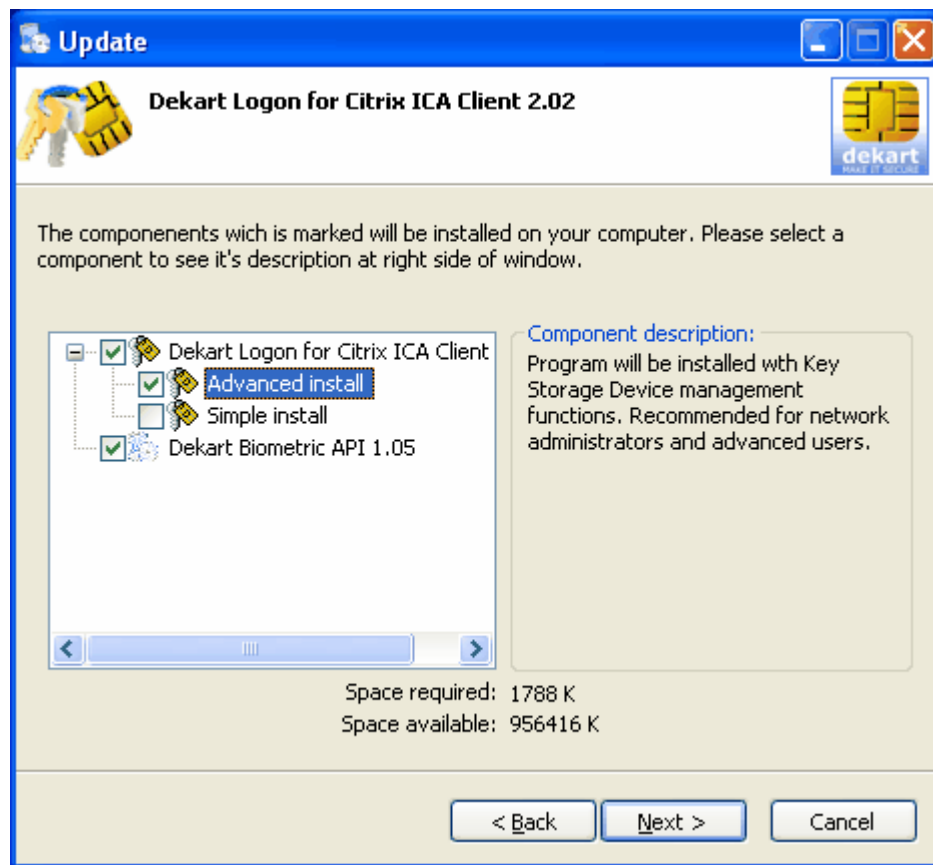 Update
Dekart Logon for Citrix ICA Client 2.02
dekart
MAKE IT SECURE
The componenents wich is marked will be installed on your computer. Please select a
component to see it's description at right side of window.
Dekart Logon for Citrix ICA Client
Advanced install
Simple install
Dekart Biometric API 1.05
Component description:
Program will be installed wth Key
Storage Device management
functions. Recommended for network
administrators and advanced users.
Space required: 1788 K
Space available: 956416 K
< Back
Next >
Cancel